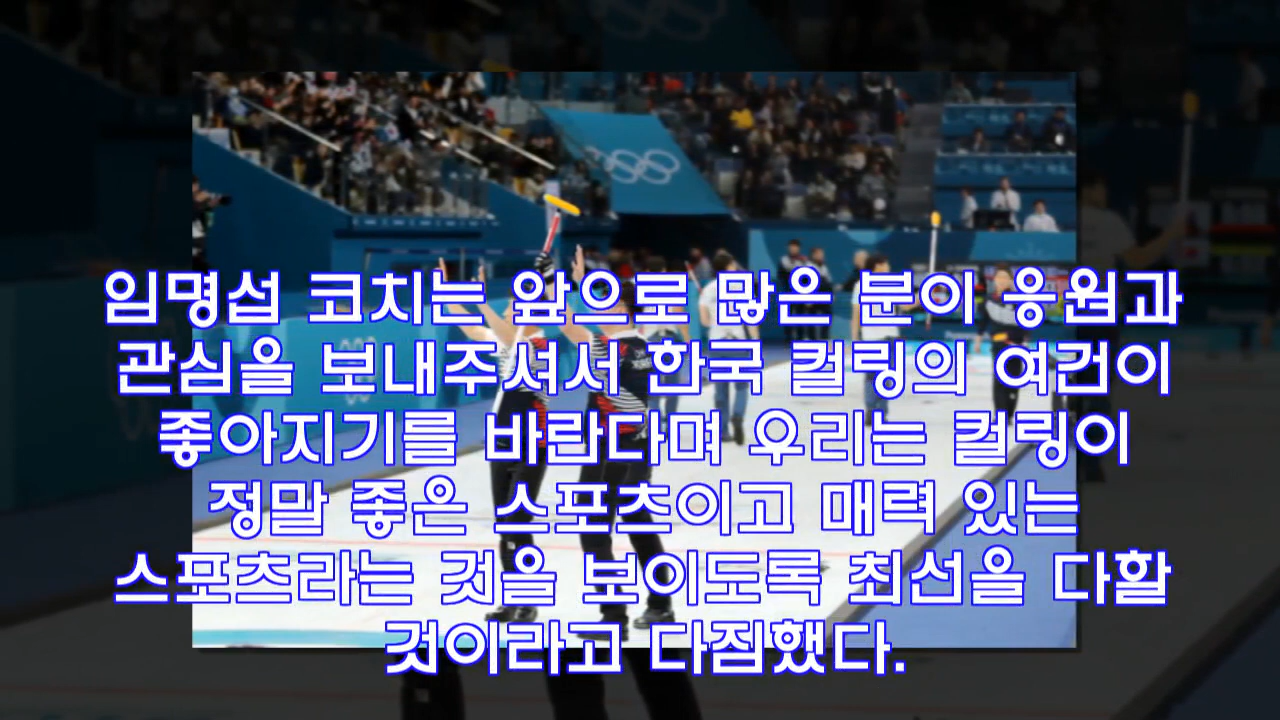 임명섭 코치는 앞으로 많은 분이 응원과
관심을 보내주셔서 한국 컬링의 여건이
좋아지기를 바란다며 우리는 컬링이
정말 좋은 스포츠이고 매력 있는
스포츠라는 것을 보이도록 최선을 다할
것이라고 다짐했다.